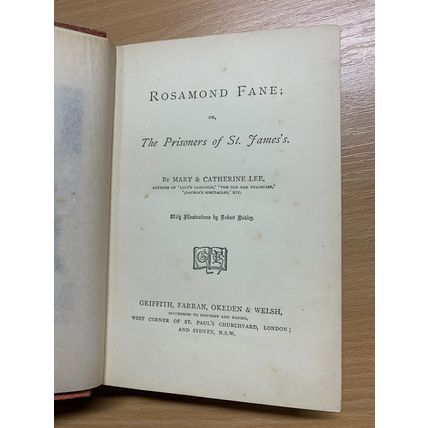 ROSAMOND FANE;
OR,
The Prisoners of St. James's.
BY MARY & CATHERINE LEE,
AUTHORS OF 'LUCY'S CAMPAIGN,' 'THE OLD OAK STAIRCASE,'
'JOACHIM'S SPECTACLES,' ETC.
With Illustrations by Robert Dudley.
GRIFFITH, FARRAN, OKEDEN & WELSH,
SUCCESSORS TO NEWBERY AND HARRIS,
WEST CORNER OF ST. PAUL'S CHURCHYARD, LONDON;
AND SYDNEY, N.S.W.